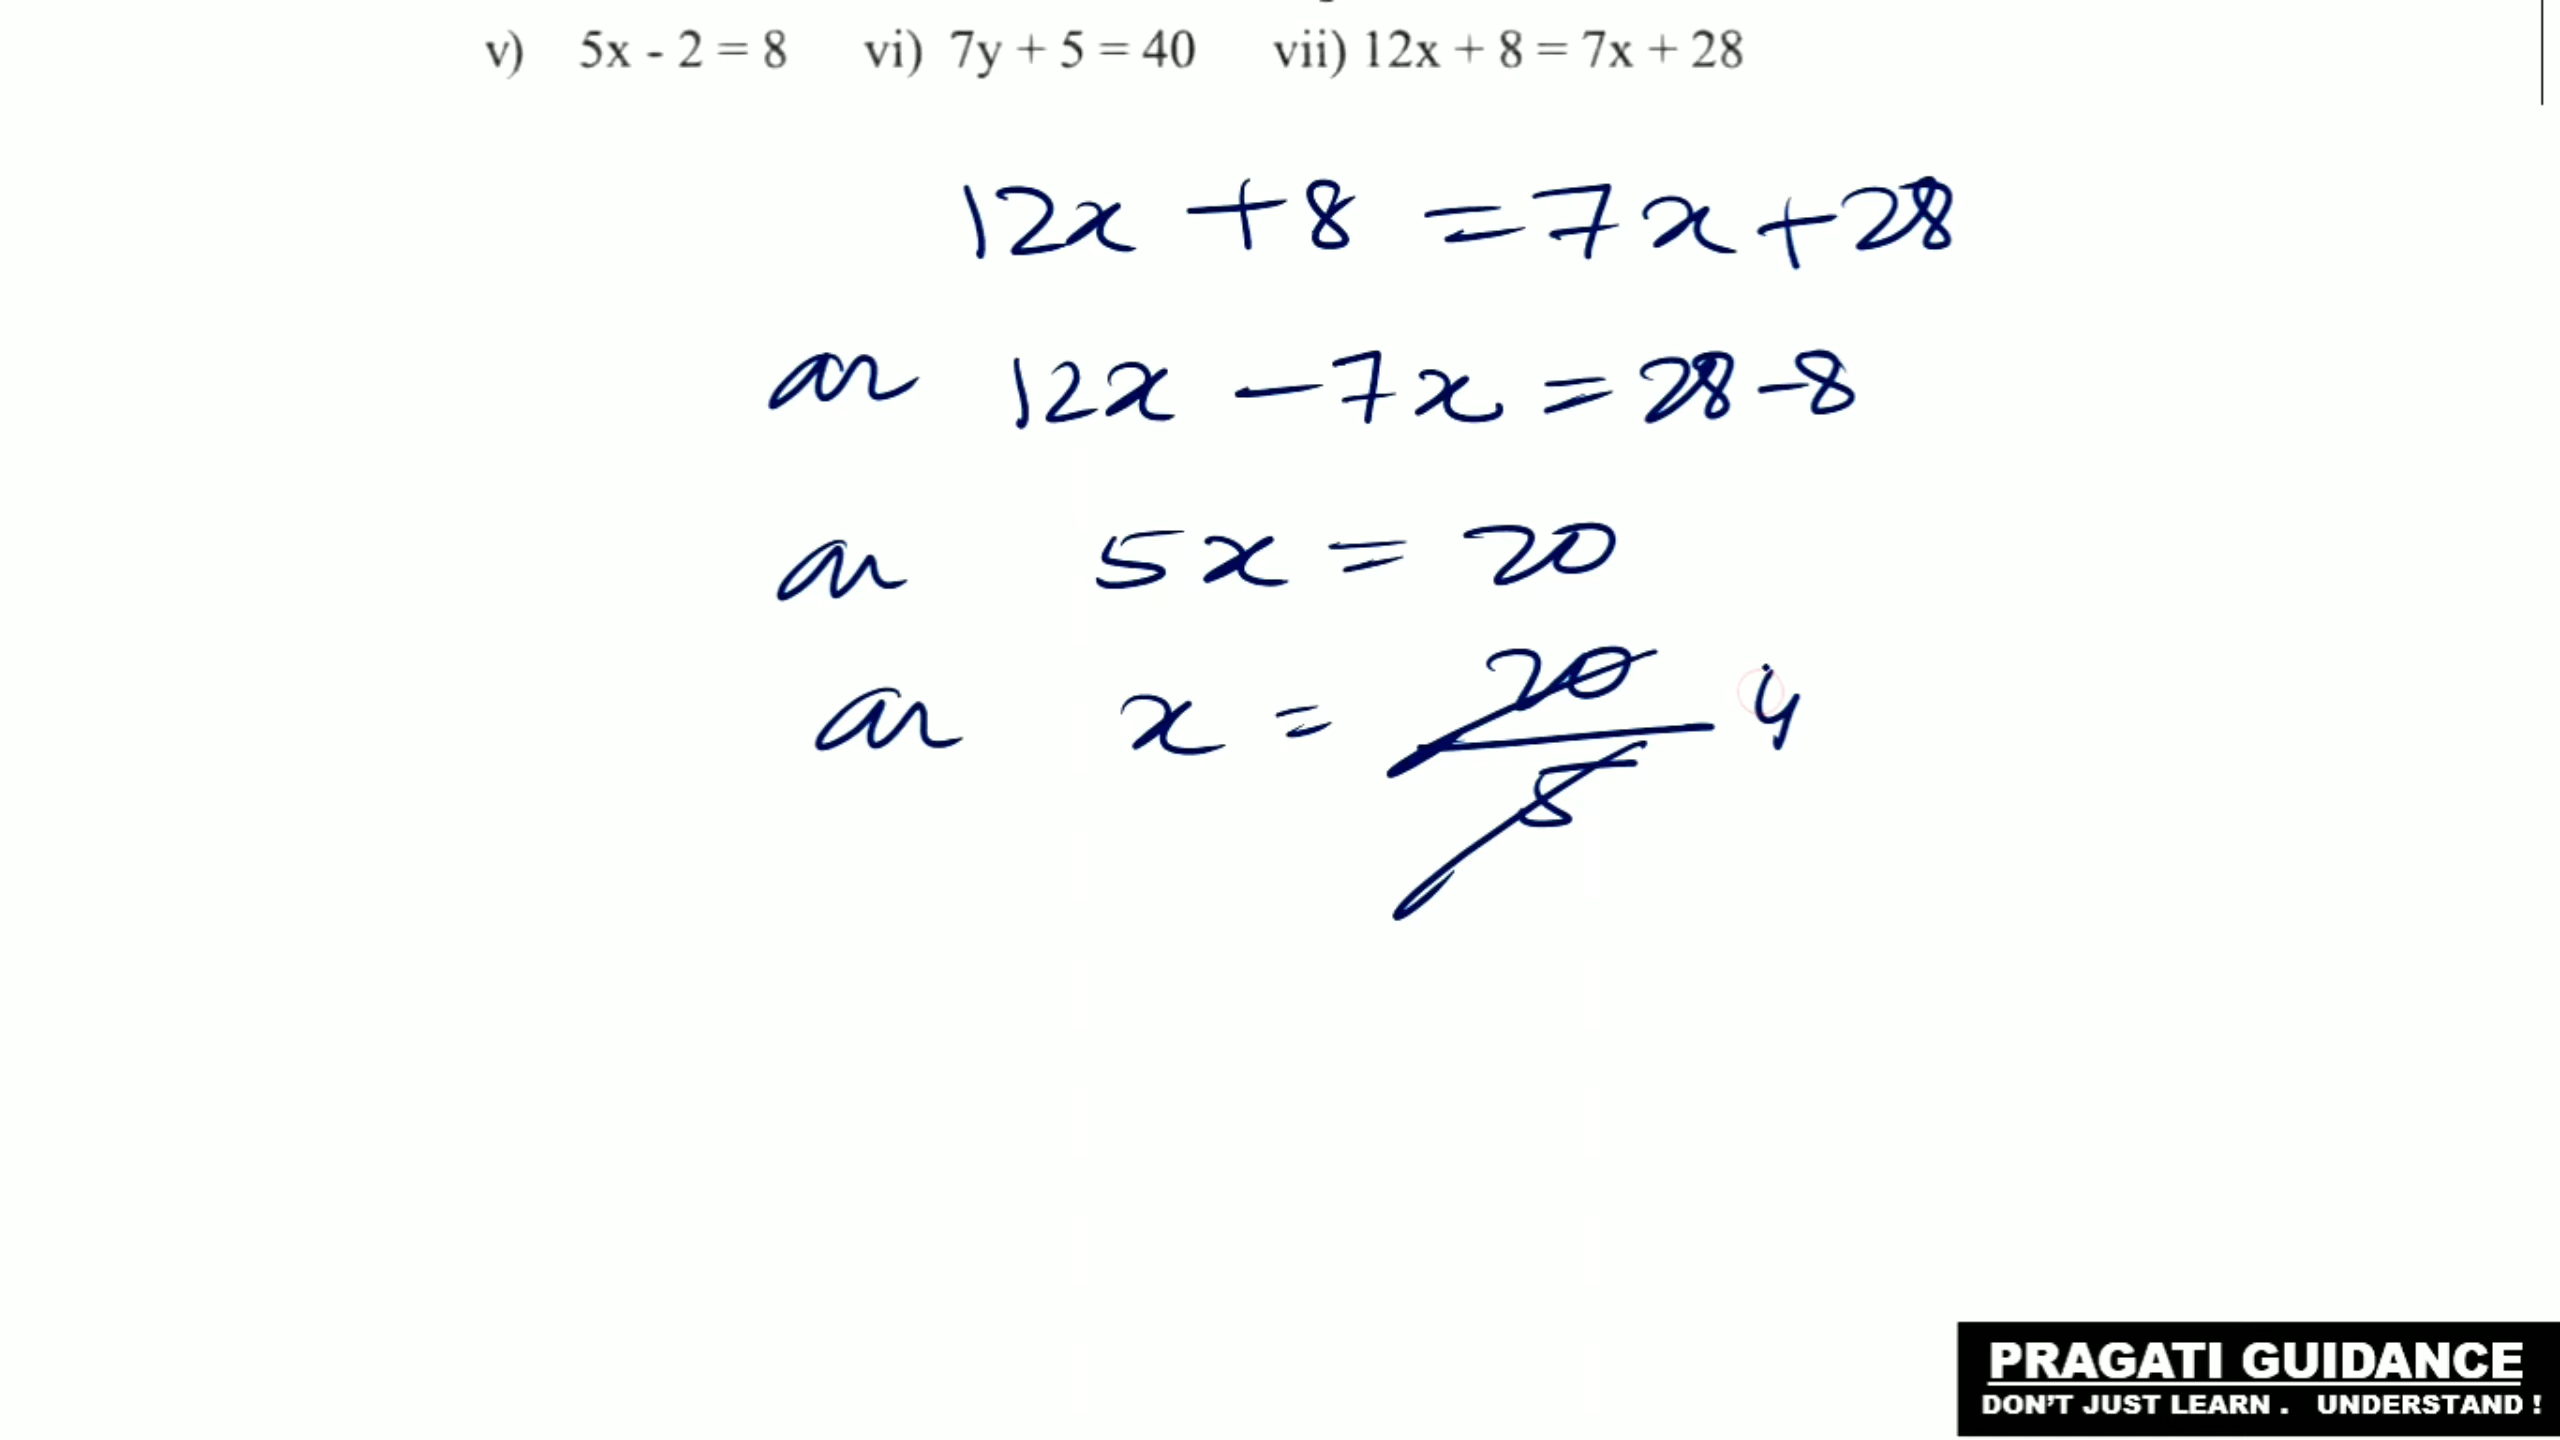 v) 5x - 2 = 8 vi) 7y + 5 = 40 vii) 12x + 8 = 7x + 28
12x + 8 = 7x + 28
or 12x - 7x = 28 - 8
or 5x = 20
or x = 20/5 4
PRAGATI GUIDANCE
DON'T JUST LEARN . UNDERSTAND !